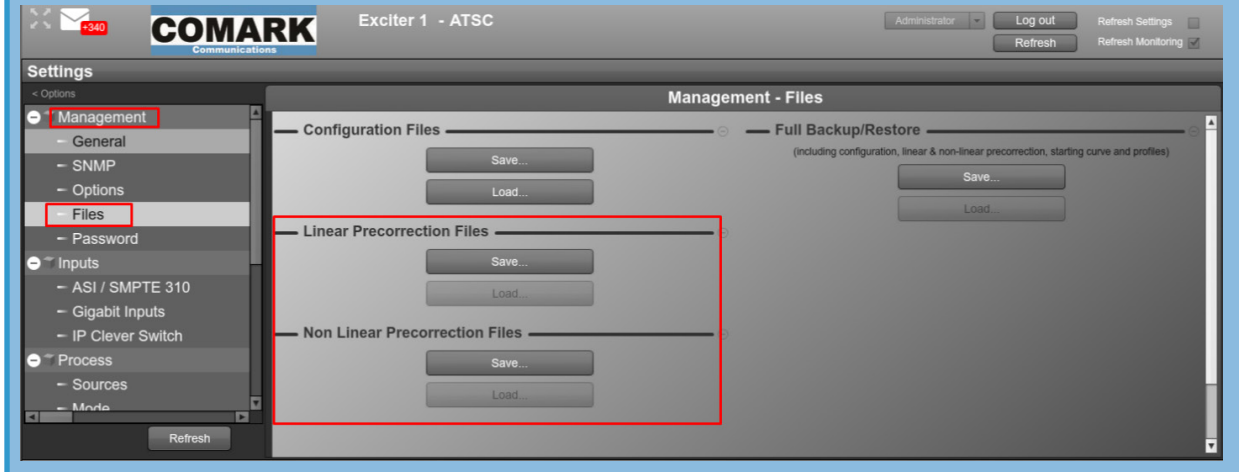 +340
COMARK
Communications
Exciter 1 - ATSC
Administrator
Log out
Refresh
Refresh Settings
Refresh Monitoring
Settings
< Options
Management
General
SNMP
Options
Files
Password
Inputs
ASI / SMPTE 310
Gigabit Inputs
IP Clever Switch
Process
Sources
Mode
Refresh
Management - Files
Configuration Files
Save...
Load...
Linear Precorrection Files
Save...
Load...
Non Linear Precorrection Files
Save...
Load...
Full Backup/Restore
(including configuration, linear & non-linear precorrection, starting curve and profiles)
Save...
Load...